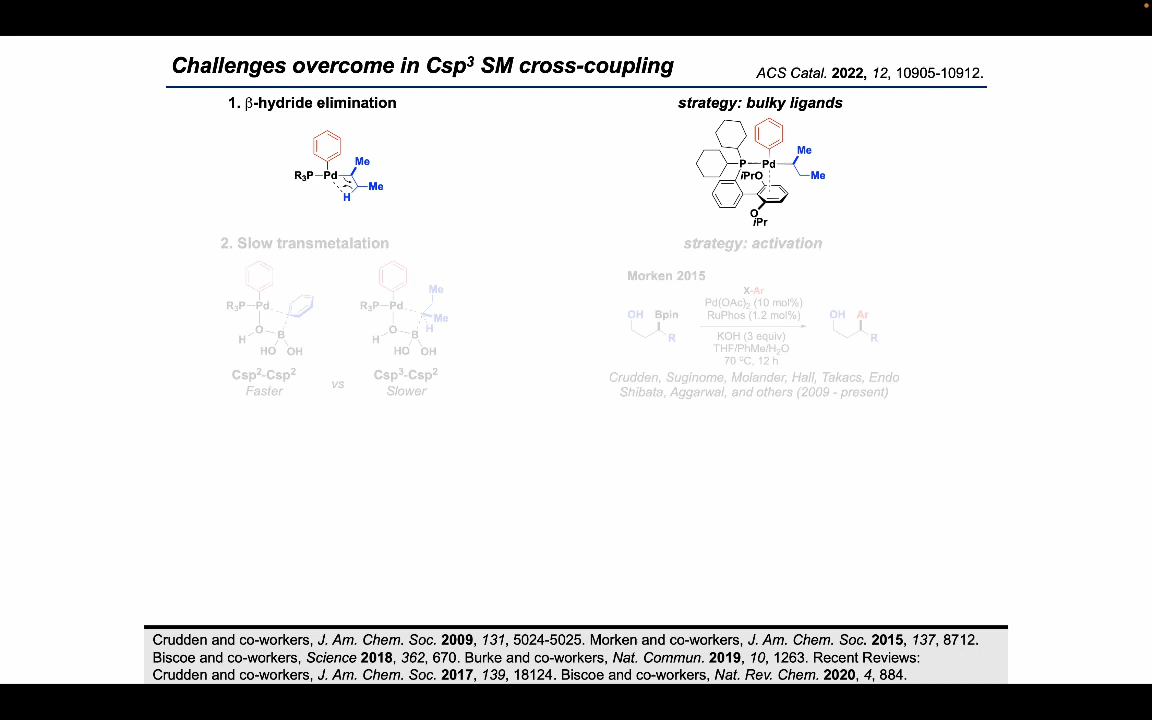 Challenges overcome in Csp³ SM cross-coupling
ACS Catal. 2022, 12, 10905-10912.
1. β-hydride elimination
strategy: bulky ligands
R₃P Pd Me
Me
H
P Pd Me
Me
iPrO
O
iPr
2. Slow transmetalation
strategy: activation
R₃P Pd
O
H
B
HO OH
R₃P Pd
Me
Me
H
O
H
B
HO OH
Csp²-Csp²
Faster
vs
Csp³-Csp²
Slower
Morken 2015
OH Bpin
R
X-Ar
Pd(OAc)₂ (10 mol%)
RuPhos (1.2 mol%)
KOH (3 equiv)
THF/PhMe/H₂O
70 ⁰C, 12 h
OH Ar
R
Crudden, Suginome, Molander, Hall, Takacs, Endo
Shibata, Aggarwal, and others (2009 - present)
Crudden and co-workers, J. Am. Chem. Soc. 2009, 131, 5024-5025. Morken and co-workers, J. Am. Chem. Soc. 2015, 137, 8712.
Biscoe and co-workers, Science 2018, 362, 670. Burke and co-workers, Nat. Commun. 2019, 10, 1263. Recent Reviews:
Crudden and co-workers, J. Am. Chem. Soc. 2017, 139, 18124. Biscoe and co-workers, Nat. Rev. Chem. 2020, 4, 884.